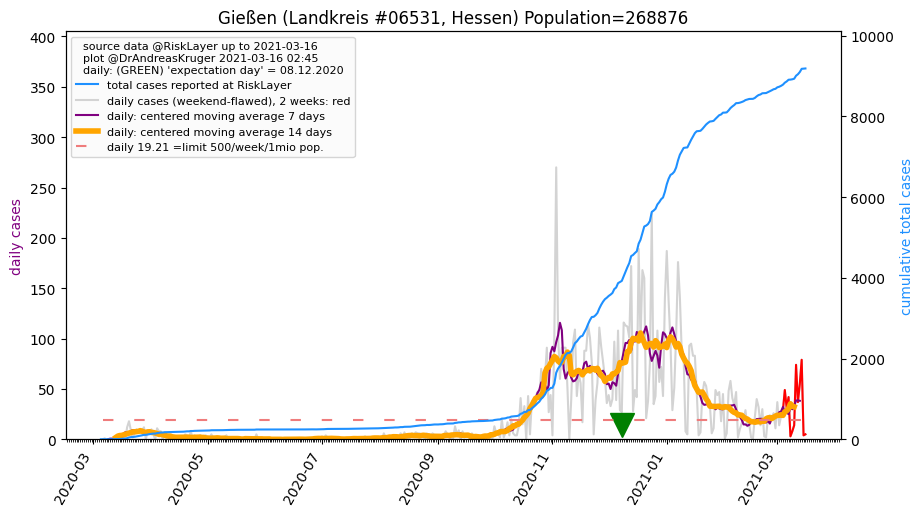 Gießen (Landkreis #06531, Hessen) Population=268876
source data @RiskLayer up to 2021-03-16
plot @DrAndreasKruger 2021-03-16 02:45
daily: (GREEN) 'expectation day' = 08.12.2020
total cases reported at RiskLayer
daily cases (weekend-flawed), 2 weeks: red
daily: centered moving average 7 days
daily: centered moving average 14 days
daily 19.21 =limit 500/week/1mio pop.
daily cases
400
350
300
250
200
150
100
50
0
cumulative total cases
10000
8000
6000
4000
2000
0
2020-03
2020-05
2020-07
2020-09
2020-11
2021-01
2021-03